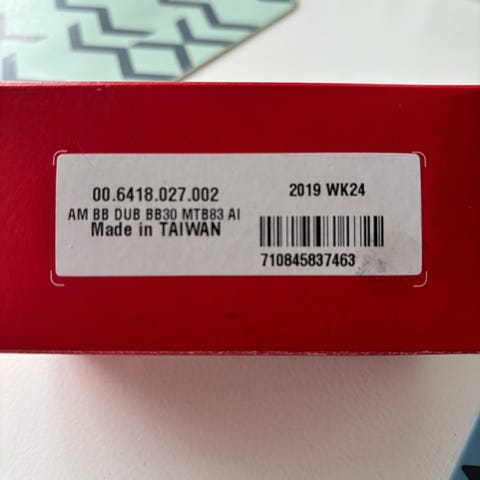 00.6418.027.002
AM BB DUB BB30 MTB83 AI
Made in TAIWAN
2019 WK24
710845837463